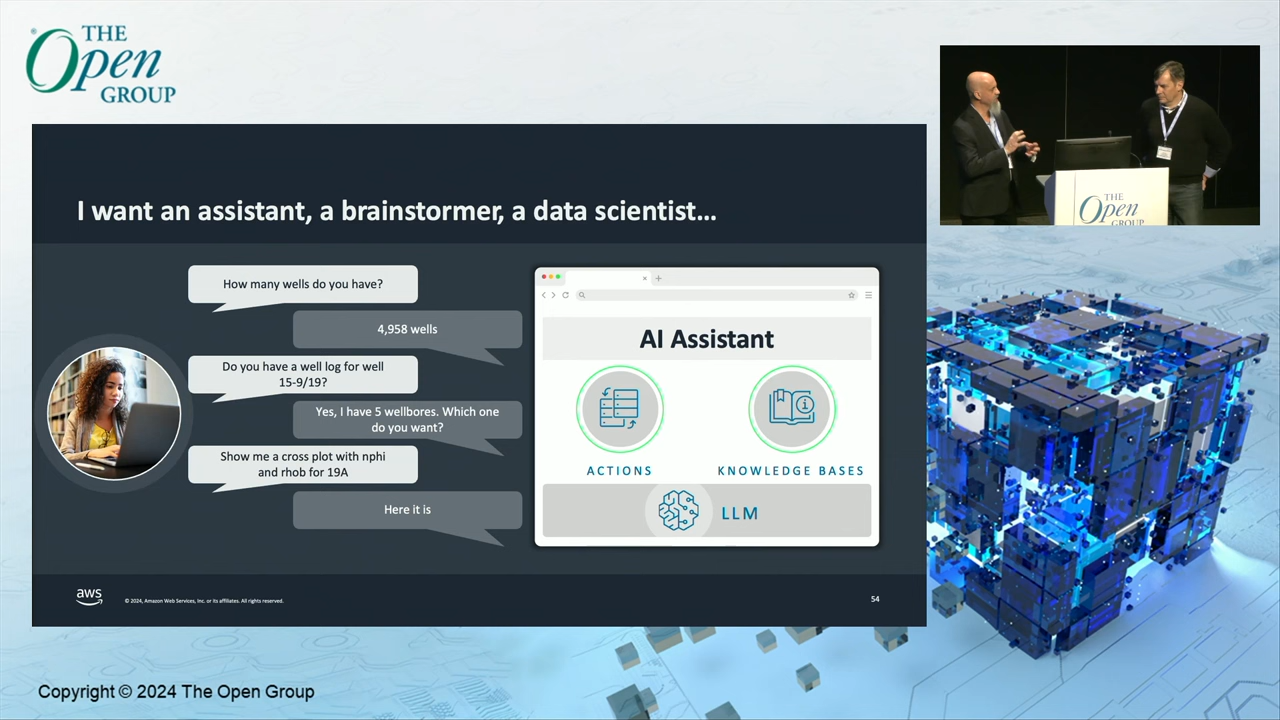 THE
Open
GROUP
I want an assistant, a brainstormer, a data scientist...
How many wells do you have?
4,958 wells
Do you have a well log for well
15-9/19?
Yes, I have 5 wellbores. Which one
do you want?
Show me a cross plot with nphi
and rhob for 19A
Here it is
AI Assistant
ACTIONS
KNOWLEDGE BASES
LLM
aws
© 2024, Amazon Web Services, Inc. or its affiliates. All rights reserved.
54
THE
Open
GROUP
Copyright © 2024 The Open Group